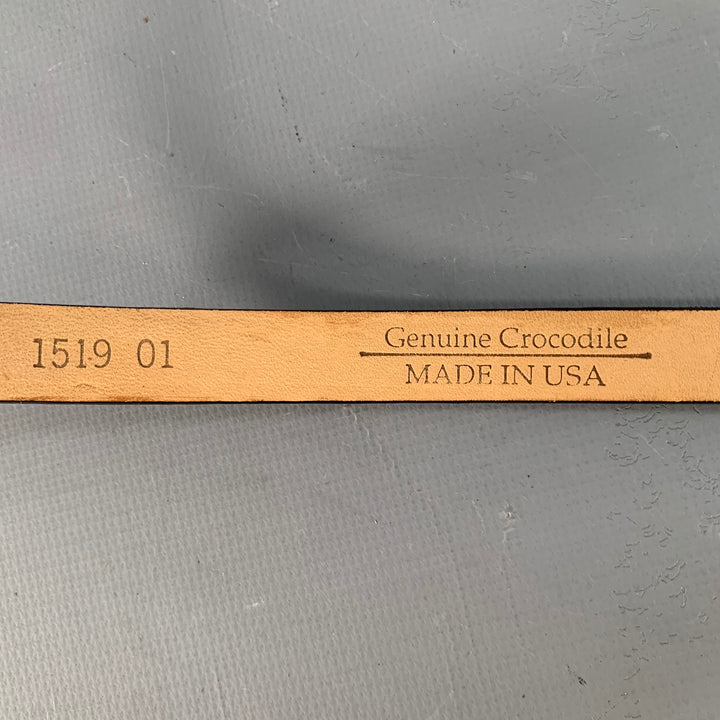 1519 01
Genuine Crocodile
MADE IN USA